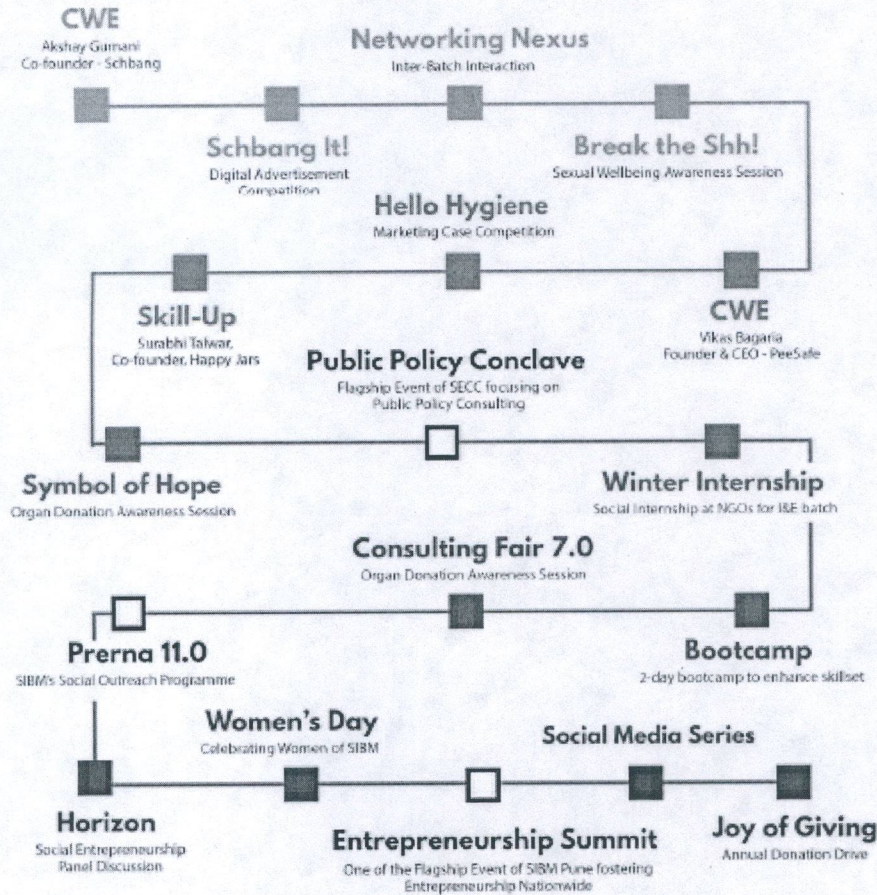 CWE
Akshay Gurnani
Co-founder - Schbang
Networking Nexus
Inter-Batch Interaction
Schbang It!
Digital Advertisement
Competition
Break the Shh!
Sexual Wellbeing Awareness Session
Hello Hygiene
Marketing Case Competition
Skill-Up
Surabhi Talwar,
Co-founder, Happy Jars
CWE
Vikas Bagaria
Founder & CEO - PeeSafe
Public Policy Conclave
Flagship Event of SECC focusing on
Public Policy Consulting
Symbol of Hope
Organ Donation Awareness Session
Winter Internship
Social Internship at NGOs for I&E batch
Consulting Fair 7.0
Organ Donation Awareness Session
Prerna 11.0
SIBM's Social Outreach Programme
Bootcamp
2-day bootcamp to enhance skillset
Women's Day
Celebrating Women of SIBM
Social Media Series
Horizon
Social Entrepreneurship
Panel Discussion
Entrepreneurship Summit
One of the Flagship Event of SIBM Pune fostering
Entrepreneurship Nationwide
Joy of Giving
Annual Donation Drive